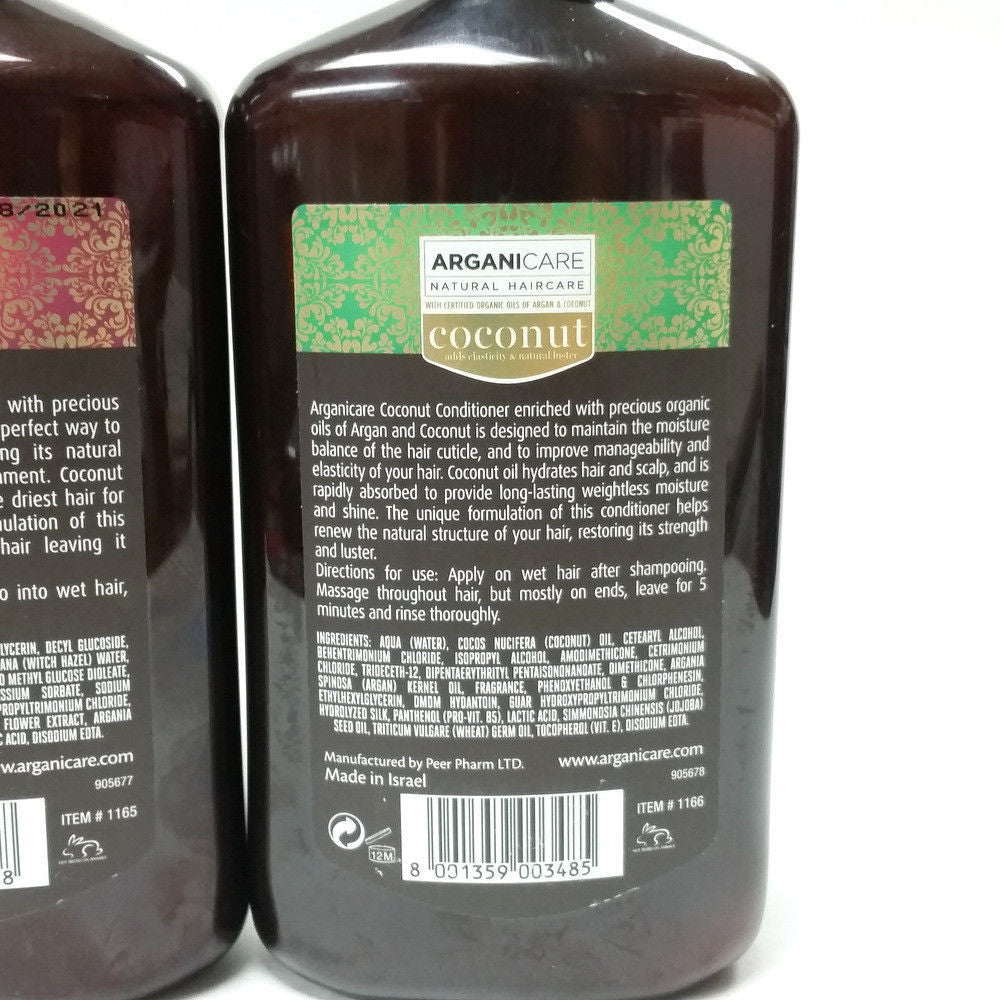 8/2021
with precious
perfect way to
ng its natural
ment. Coconut
e driest hair for
mulation of this
hair leaving it
o into wet hair,
LYCERIN, DECYL GLUCOSIDE,
ANA (WITCH HAZEL) WATER,
O METHYL GLUCOSE DIOLEATE,
SSIUM SORBATE, SODIUM
PROPYLTRIMONIUM CHLORIDE,
FLOWER EXTRACT, ARGANIA
C ACID, DISODIUM EDTA.
w.arganicare.com
905677
ITEM # 1165
8
ARGANICARE
NATURAL HAIRCARE
WITH CERTIFIED ORGANIC OILS OF ARGAN & COCONUT
coconut
adds elasticity & natural luster
Arganicare Coconut Conditioner enriched with precious organic
oils of Argan and Coconut is designed to maintain the moisture
balance of the hair cuticle, and to improve manageability and
elasticity of your hair. Coconut oil hydrates hair and scalp, and is
rapidly absorbed to provide long-lasting weightless moisture
and shine. The unique formulation of this conditioner helps
renew the natural structure of your hair, restoring its strength
and luster.
Directions for use: Apply on wet hair after shampooing.
Massage throughout hair, but mostly on ends, leave for 5
minutes and rinse thoroughly.
INGREDIENTS: AQUA (WATER), COCOS NUCIFERA (COCONUT) OIL, CETEARYL ALCOHOL,
BEHENTRIMONIUM CHLORIDE, ISOPROPYL ALCOHOL, AMODIMETHICONE, CETRIMONIUM
CHLORIDE, TRIDECETH-12, DIPENTAERYTHRITYL PENTAISONONANOATE, DIMETHICONE, ARGANIA
SPINOSA (ARGAN) KERNEL OIL, FRAGRANCE, PHENOXYETHANOL & CHLORPHENESIN,
ETHYLHEXYLGLYCERIN, DMDM HYDANTOIN, GUAR HYDROXYPROPYLTRIMONIUM CHLORIDE,
HYDROLYZED SILK, PANTHENOL (PRO-VIT. B5), LACTIC ACID, SIMMONDSIA CHINENSIS (JOJOBA)
SEED OIL, TRITICUM VULGARE (WHEAT) GERM OIL, TOCOPHEROL (VIT. E), DISODIUM EDTA.
Manufactured by Peer Pharm LTD. www.arganicare.com
Made in Israel 905678
ITEM # 1166
12M
8 001359 003485